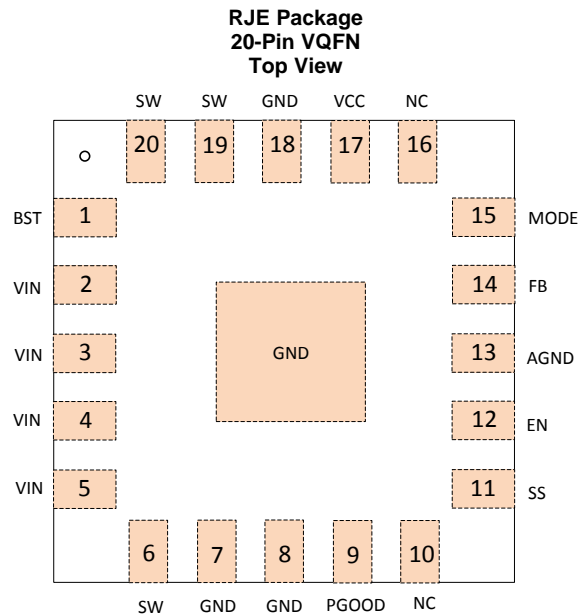 RJE Package
20-Pin VQFN
Top View
SW SW GND VCC NC
20 19 18 17 16
BST 1 15 MODE
VIN 2 14 FB
VIN 3 GND 13 AGND
VIN 4 12 EN
VIN 5 11 SS
6 7 8 9 10
SW GND GND PGOOD NC